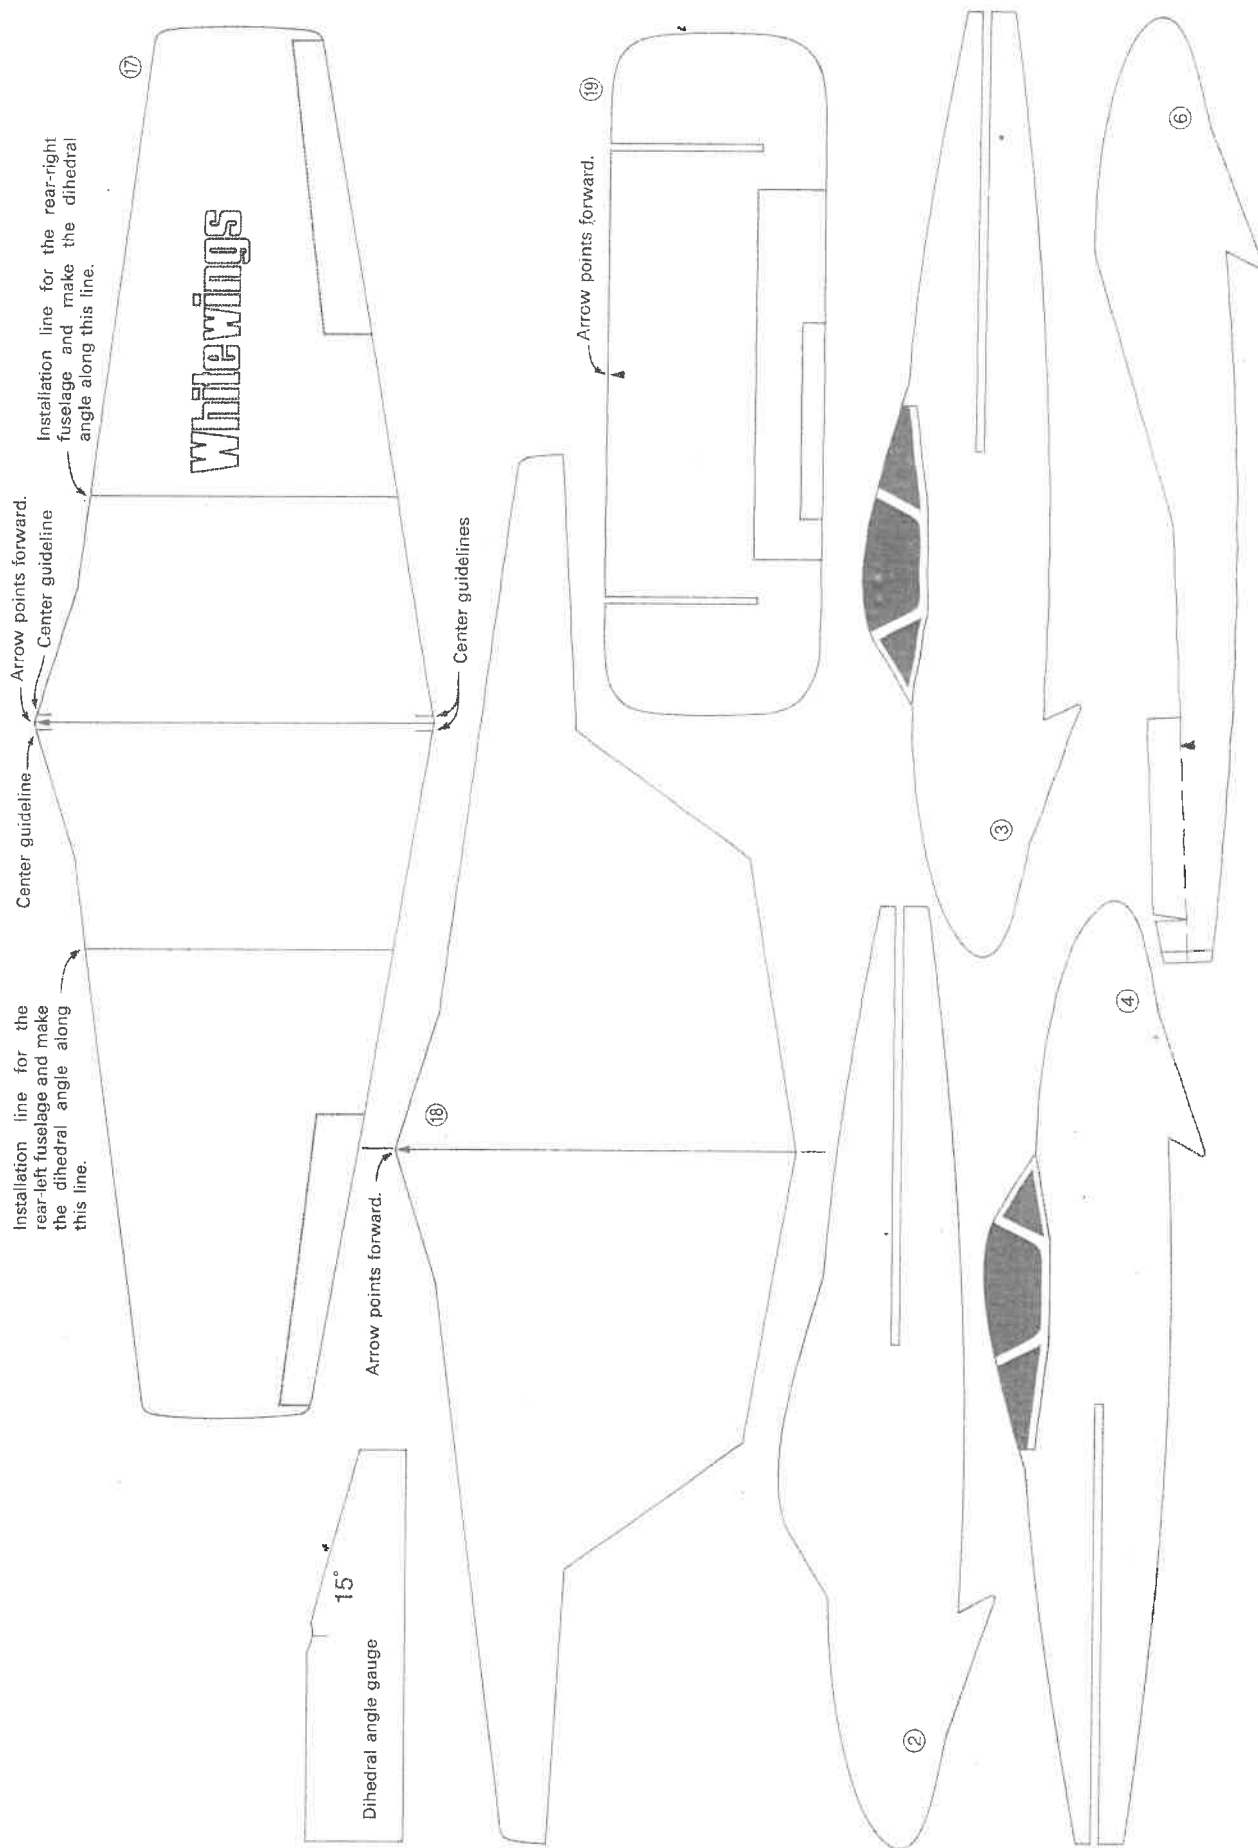 Installation line for the
rear-left fuselage and make
the dihedral angle along
this line.
Center guideline
Arrow points forward.
Center guideline
Installation line for the rear-right
fuselage and make the dihedral
angle along this line.
17
Whitewings
Center guidelines
15°
Dihedral angle gauge
Arrow points forward.
18
Arrow points forward.
19
2
3
4
6